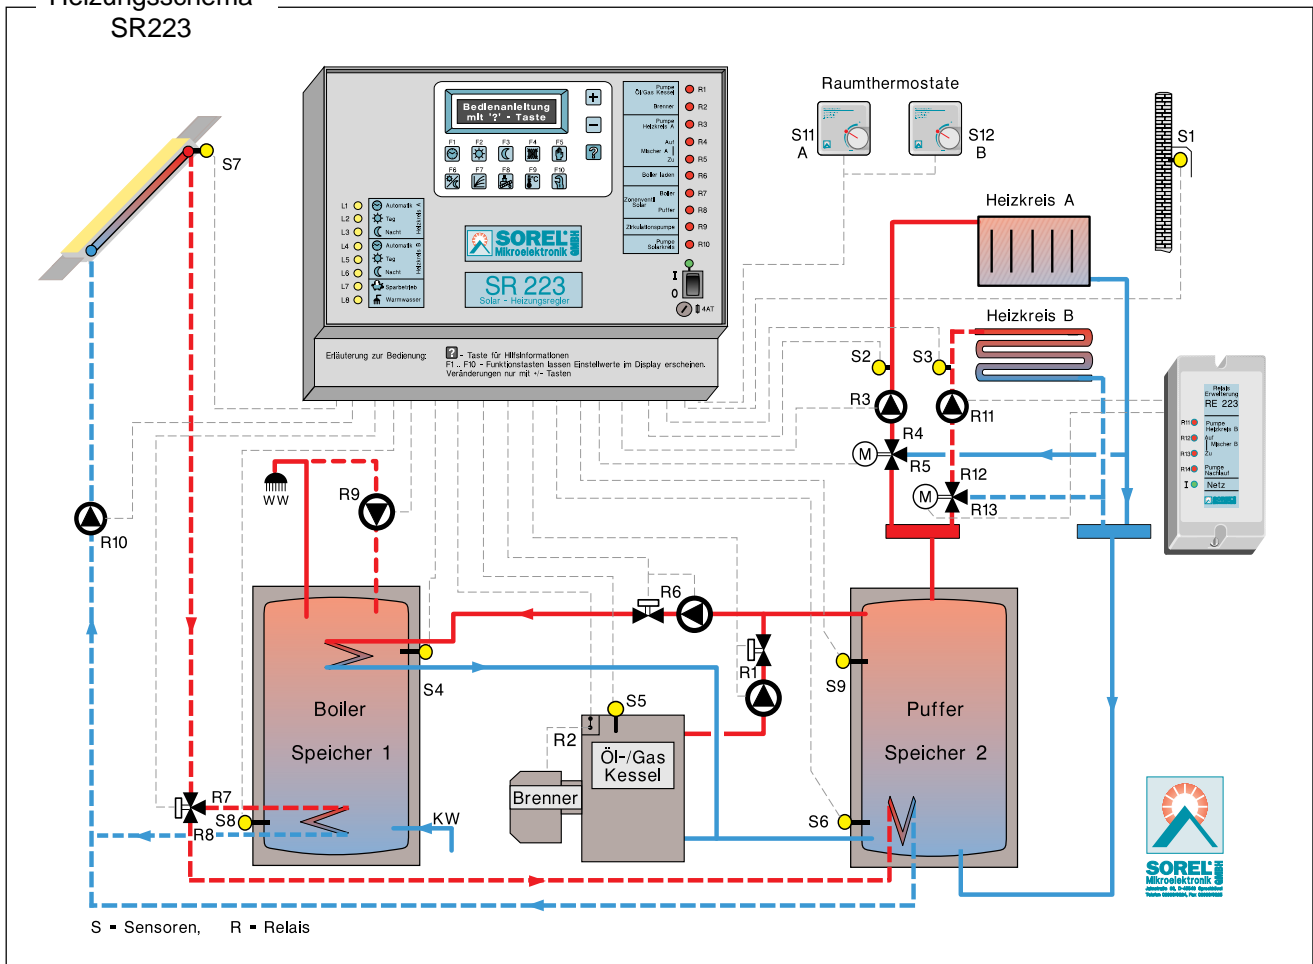 Heizungsschema
SR223
Bedienanleitung
mit '?' - Taste
+
-
?
F1 F2 F3 F4 F5
F6 F7 F8 F9 F10
L1 Automatik
L2 Tag
L3 Nacht
Heizkreis A
L4 Automatik
L5 Tag
L6 Nacht
Heizkreis B
L7 Sparbetrieb
L8 Warmwasser
SOREL GMBH
Mikroelektronik
SR 223
Solar - Heizungsregler
Pumpe
Öl/Gas Kessel R1
Brenner R2
Pumpe
Heizkreis A R3
Auf R4
Mischer A
Zu R5
Boiler laden R6
Boiler R7
Zonenventil
Solar
Puffer R8
Zirkulationspumpe R9
Pumpe
Solarkreis R10
I
O
4AT
Erläuterung zur Bedienung:
? - Taste für Hilfsinformationen
F1 .. F10 - Funktionstasten lassen Einstellwerte im Display erscheinen.
Veränderungen nur mit +/- Tasten
Raumthermostate
S11
A
S12
B
S1
S7
Heizkreis A
Heizkreis B
S2
S3
R3
R11
R4
R5
M
R12
R13
M
Relais
Erweiterung
RE 223
R11 Pumpe
Heizkreis B
R12 Auf
Mischer B
R13 Zu
R14 Pumpe
Nachlauf
I Netz
SOREL
WW
R9
R10
R6
R1
S4
S5
S9
R2
Boiler
Speicher 1
Öl-/Gas
Kessel
Brenner
Puffer
Speicher 2
R7
R8
S8
KW
S6
SOREL GMBH
Mikroelektronik
S - Sensoren, R - Relais